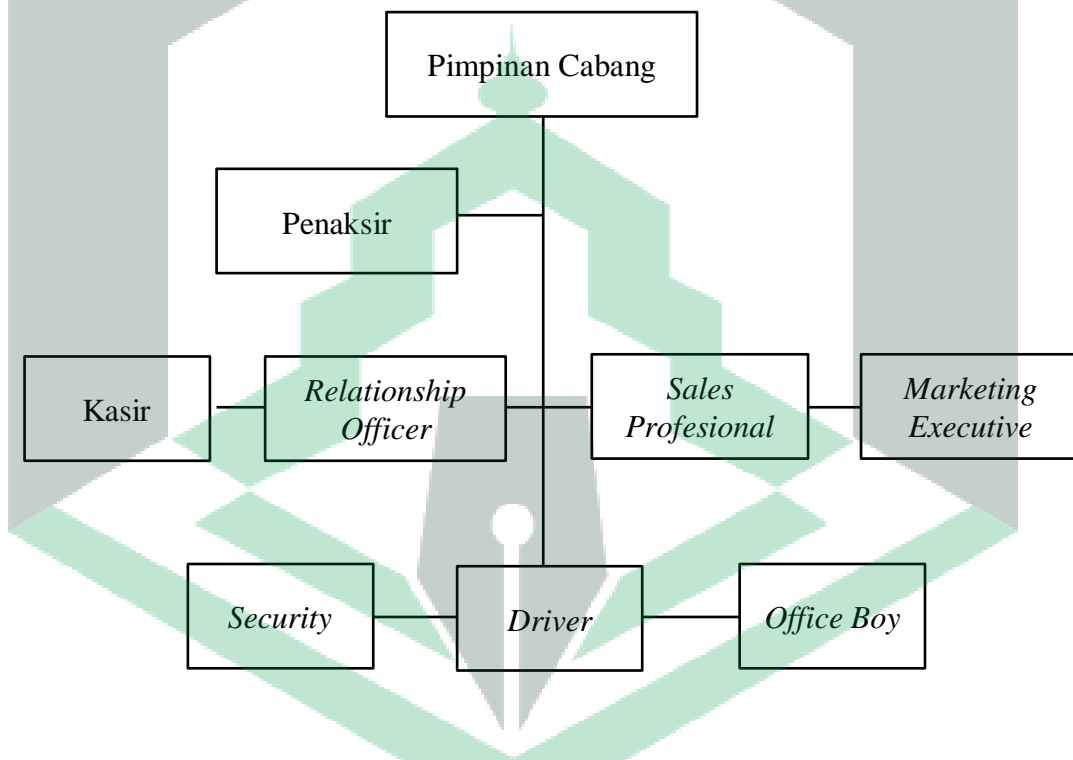 Pimpinan Cabang
Penaksir
Kasir
Relationship
Officer
Sales
Profesional
Marketing
Executive
Security
Driver
Office Boy